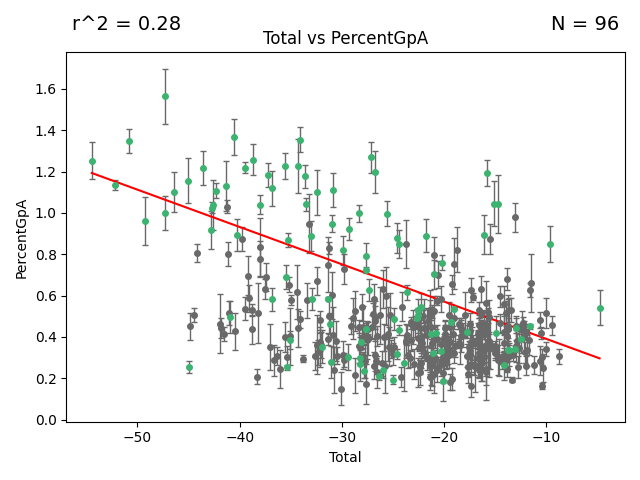 r^2 = 0.28
N = 96
Total vs PercentGpA
PercentGpA
1.6
1.4
1.2
1.0
0.8
0.6
0.4
0.2
0.0
−50
−40
−30
−20
−10
Total